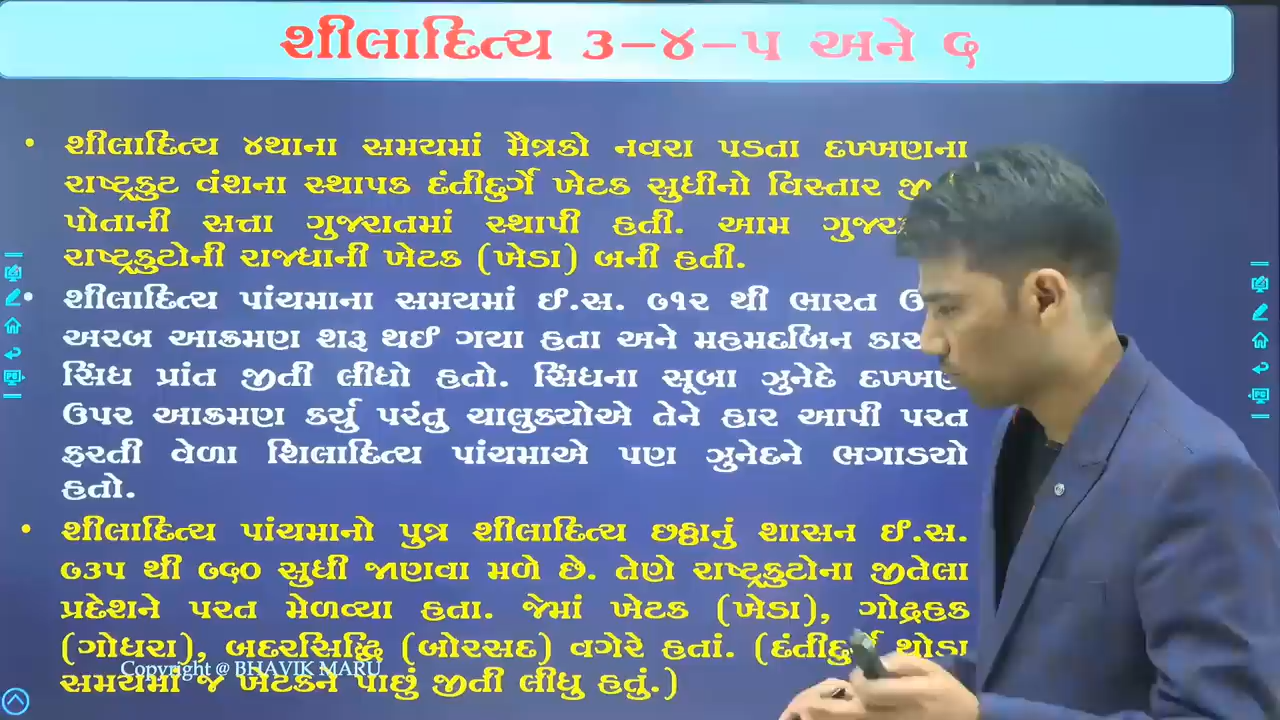 શીલાદિત્ય ૩–૪–૫ અને ૬
• શીલાદિત્ય ૪થાના સમયમાં મૈત્રકો નવરા પડતા દખ્ખણના
રાષ્ટ્રકુટ વંશના સ્થાપક દંતીદુર્ગે ખેટક સુધીનો વિસ્તાર
પોતાની સત્તા ગુજરાતમાં સ્થાપી હતી. આમ
રાષ્ટ્રકુટોની રાજધાની ખેટક (ખેડા) બની હતી.
• શીલાદિત્ય પાંચમાના સમયમાં ઈ.સ. ૭૧૨ થી ભારત
અરબ આક્રમણ શરૂ થઈ ગયા હતા અને મહમદબિન
સિંધ પ્રાંત જીતી લીધો હતો. સિંધના સૂબા ઝુનેદે દખ્ખણ
ઉપર આક્રમણ કર્યુ પરંતુ ચાલુક્યોએ તેને હાર આપી પરત
ફરતી વેળા શિલાદિત્ય પાંચમાએ પણ ઝુનેદને ભગાડયો
હતો.
• શીલાદિત્ય પાંચમાનો પુત્ર શીલાદિત્ય છઠ્ઠાનું શાસન ઈ.સ.
૭૩૫ થી ૭૬૦ સુધી જાણવા મળે છે. તેણે રાષ્ટ્રકુટોના જીતેલા
પ્રદેશને પરત મેળવ્યા હતા. જેમાં ખેટક (ખેડા), ગોદ્રહક
(ગોધરા), બદરસિદ્ધિ (બોરસદ) વગેરે હતાં. (દંતીદુર્ગે થોડા
સમયમાં જ ખેટકને પાછું જીતી લીધુ હતું.)
Copyright @ BHAVIK MARU